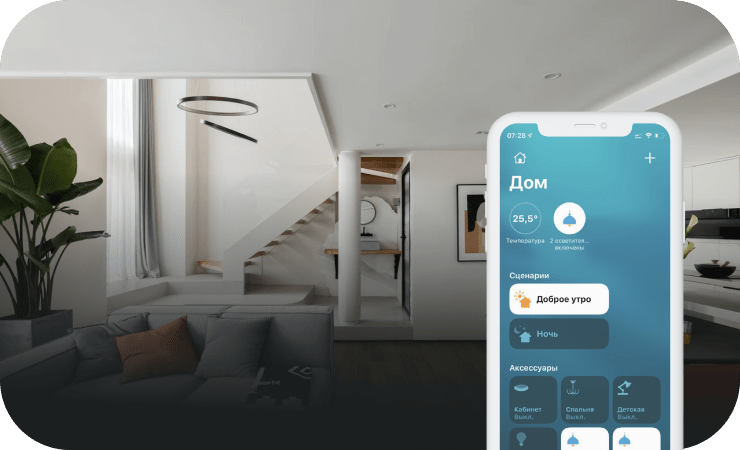 07:28
Дом
25,5°
Температура
2 осветител...
включены
Сценарии
Доброе утро
Ночь
Аксессуары
Кабинет
Выкл.
Спальня
Выкл.
Детская
Выкл.